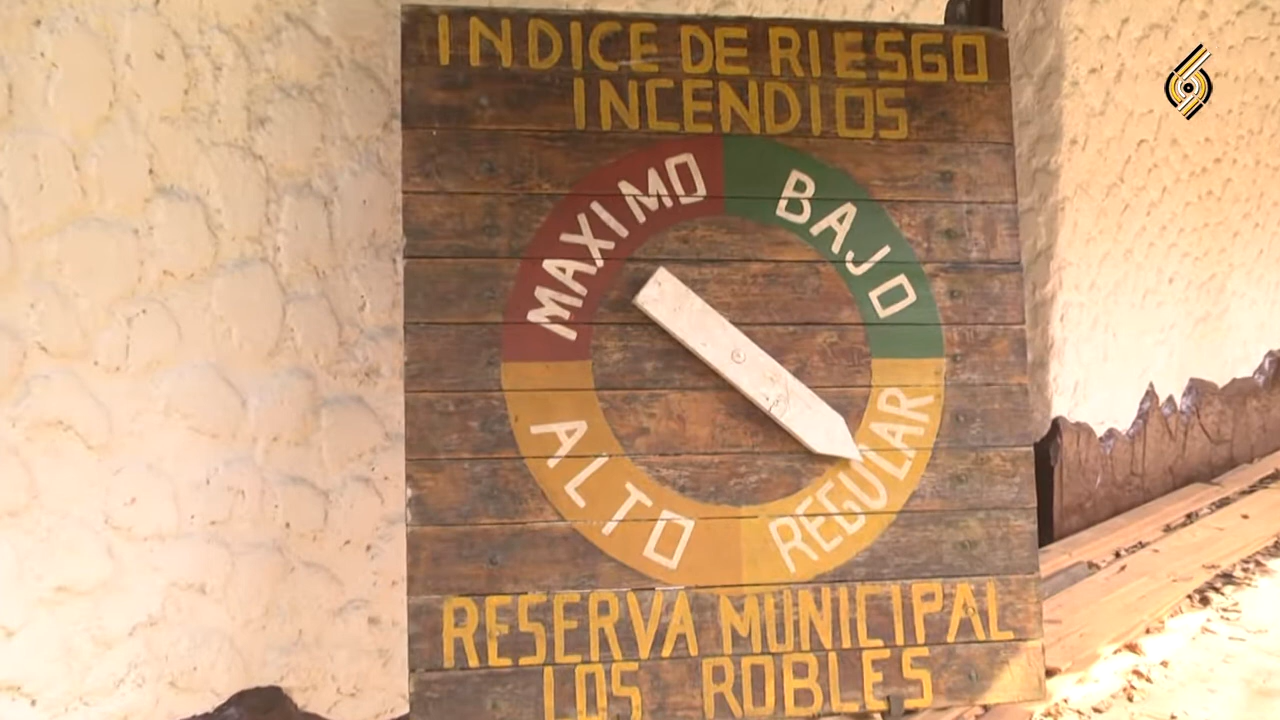 INDICE DE RIESGO
INCENDIOS
MAXIMO
BAJO
ALTO
REGULAR
RESERVA MUNICIPAL
LOS ROBLES